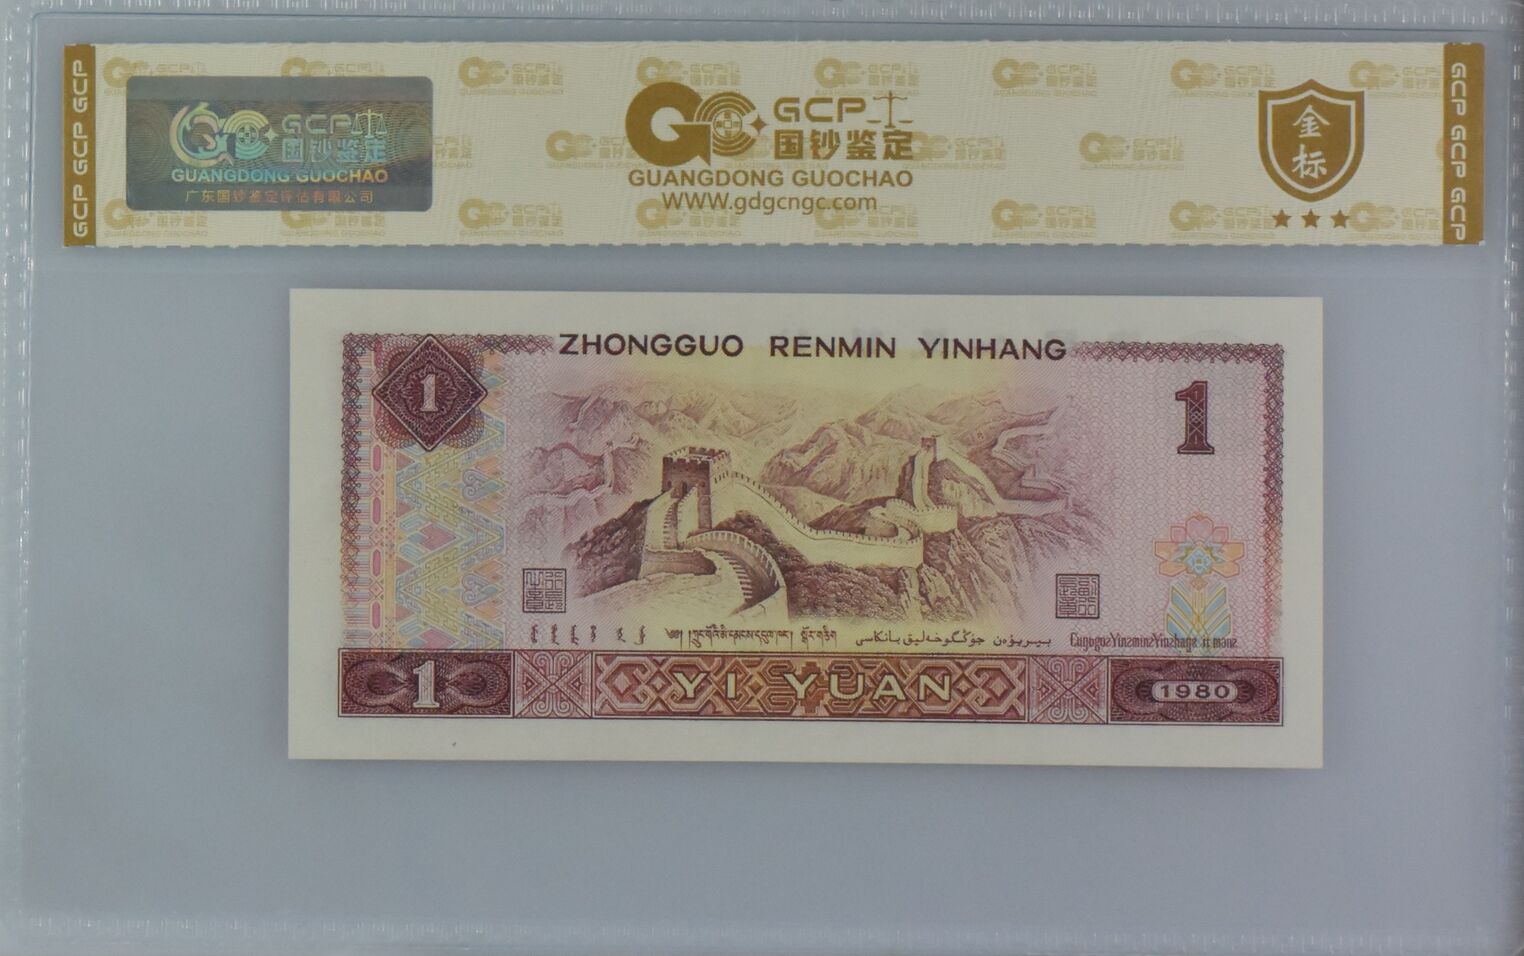 GCP GCP GCP
GCP
国钞鉴定
GUANGDONG GUOCHAO
广东国钞鉴定评估有限公司
GCP
国钞鉴定
GUANGDONG GUOCHAO
WWW.gdgcngc.com
金标
GCP GCP GCP
ZHONGGUO RENMIN YINHANG
1
1
YI YUAN
1
1980